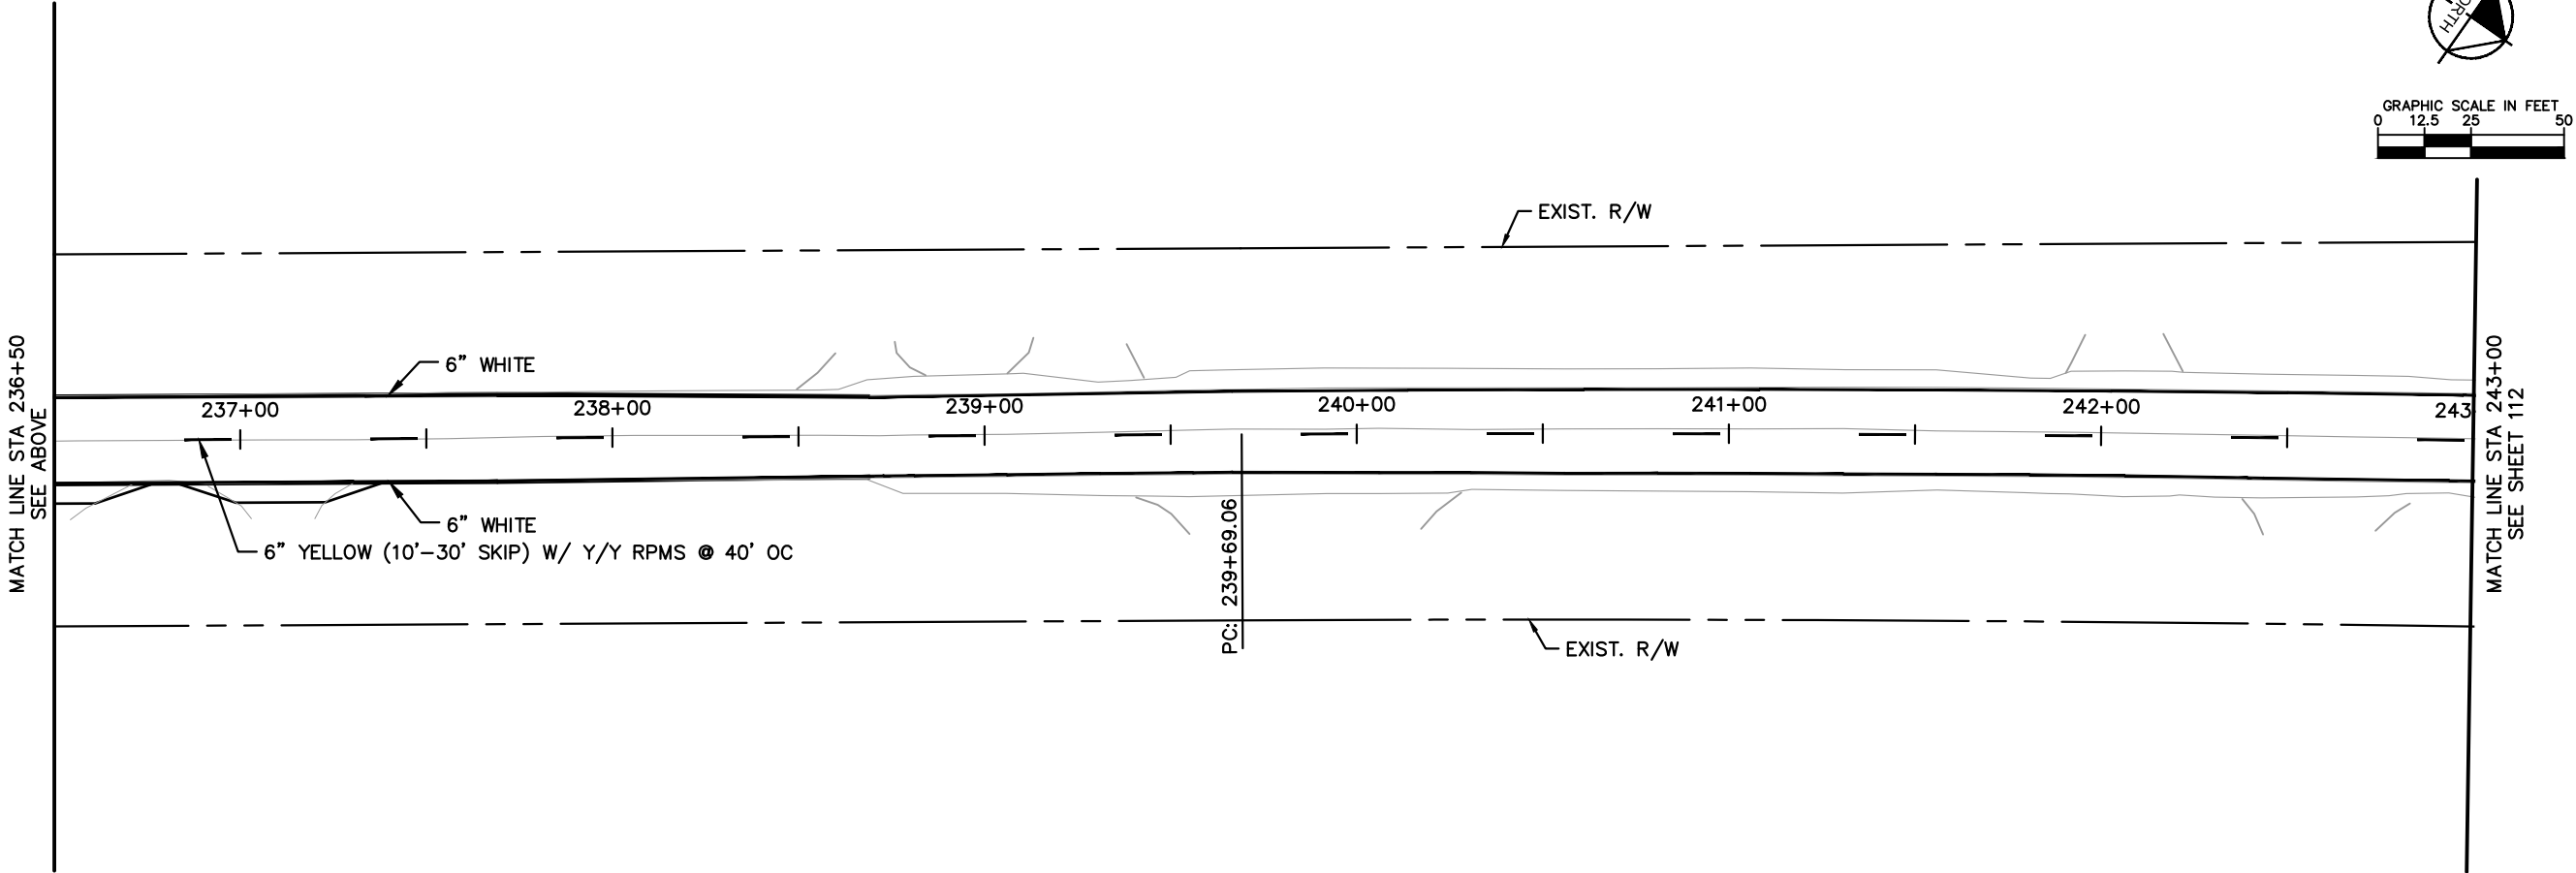 NORTH
GRAPHIC SCALE IN FEET
0 12.5 25 50
EXIST. R/W
MATCH LINE STA 236+50
SEE ABOVE
6" WHITE
237+00 238+00 239+00 240+00 241+00 242+00 243
6" WHITE
6" YELLOW (10'-30' SKIP) W/ Y/Y RPMS @ 40' OC
PC: 239+69.06
EXIST. R/W
MATCH LINE STA 243+00
SEE SHEET 112